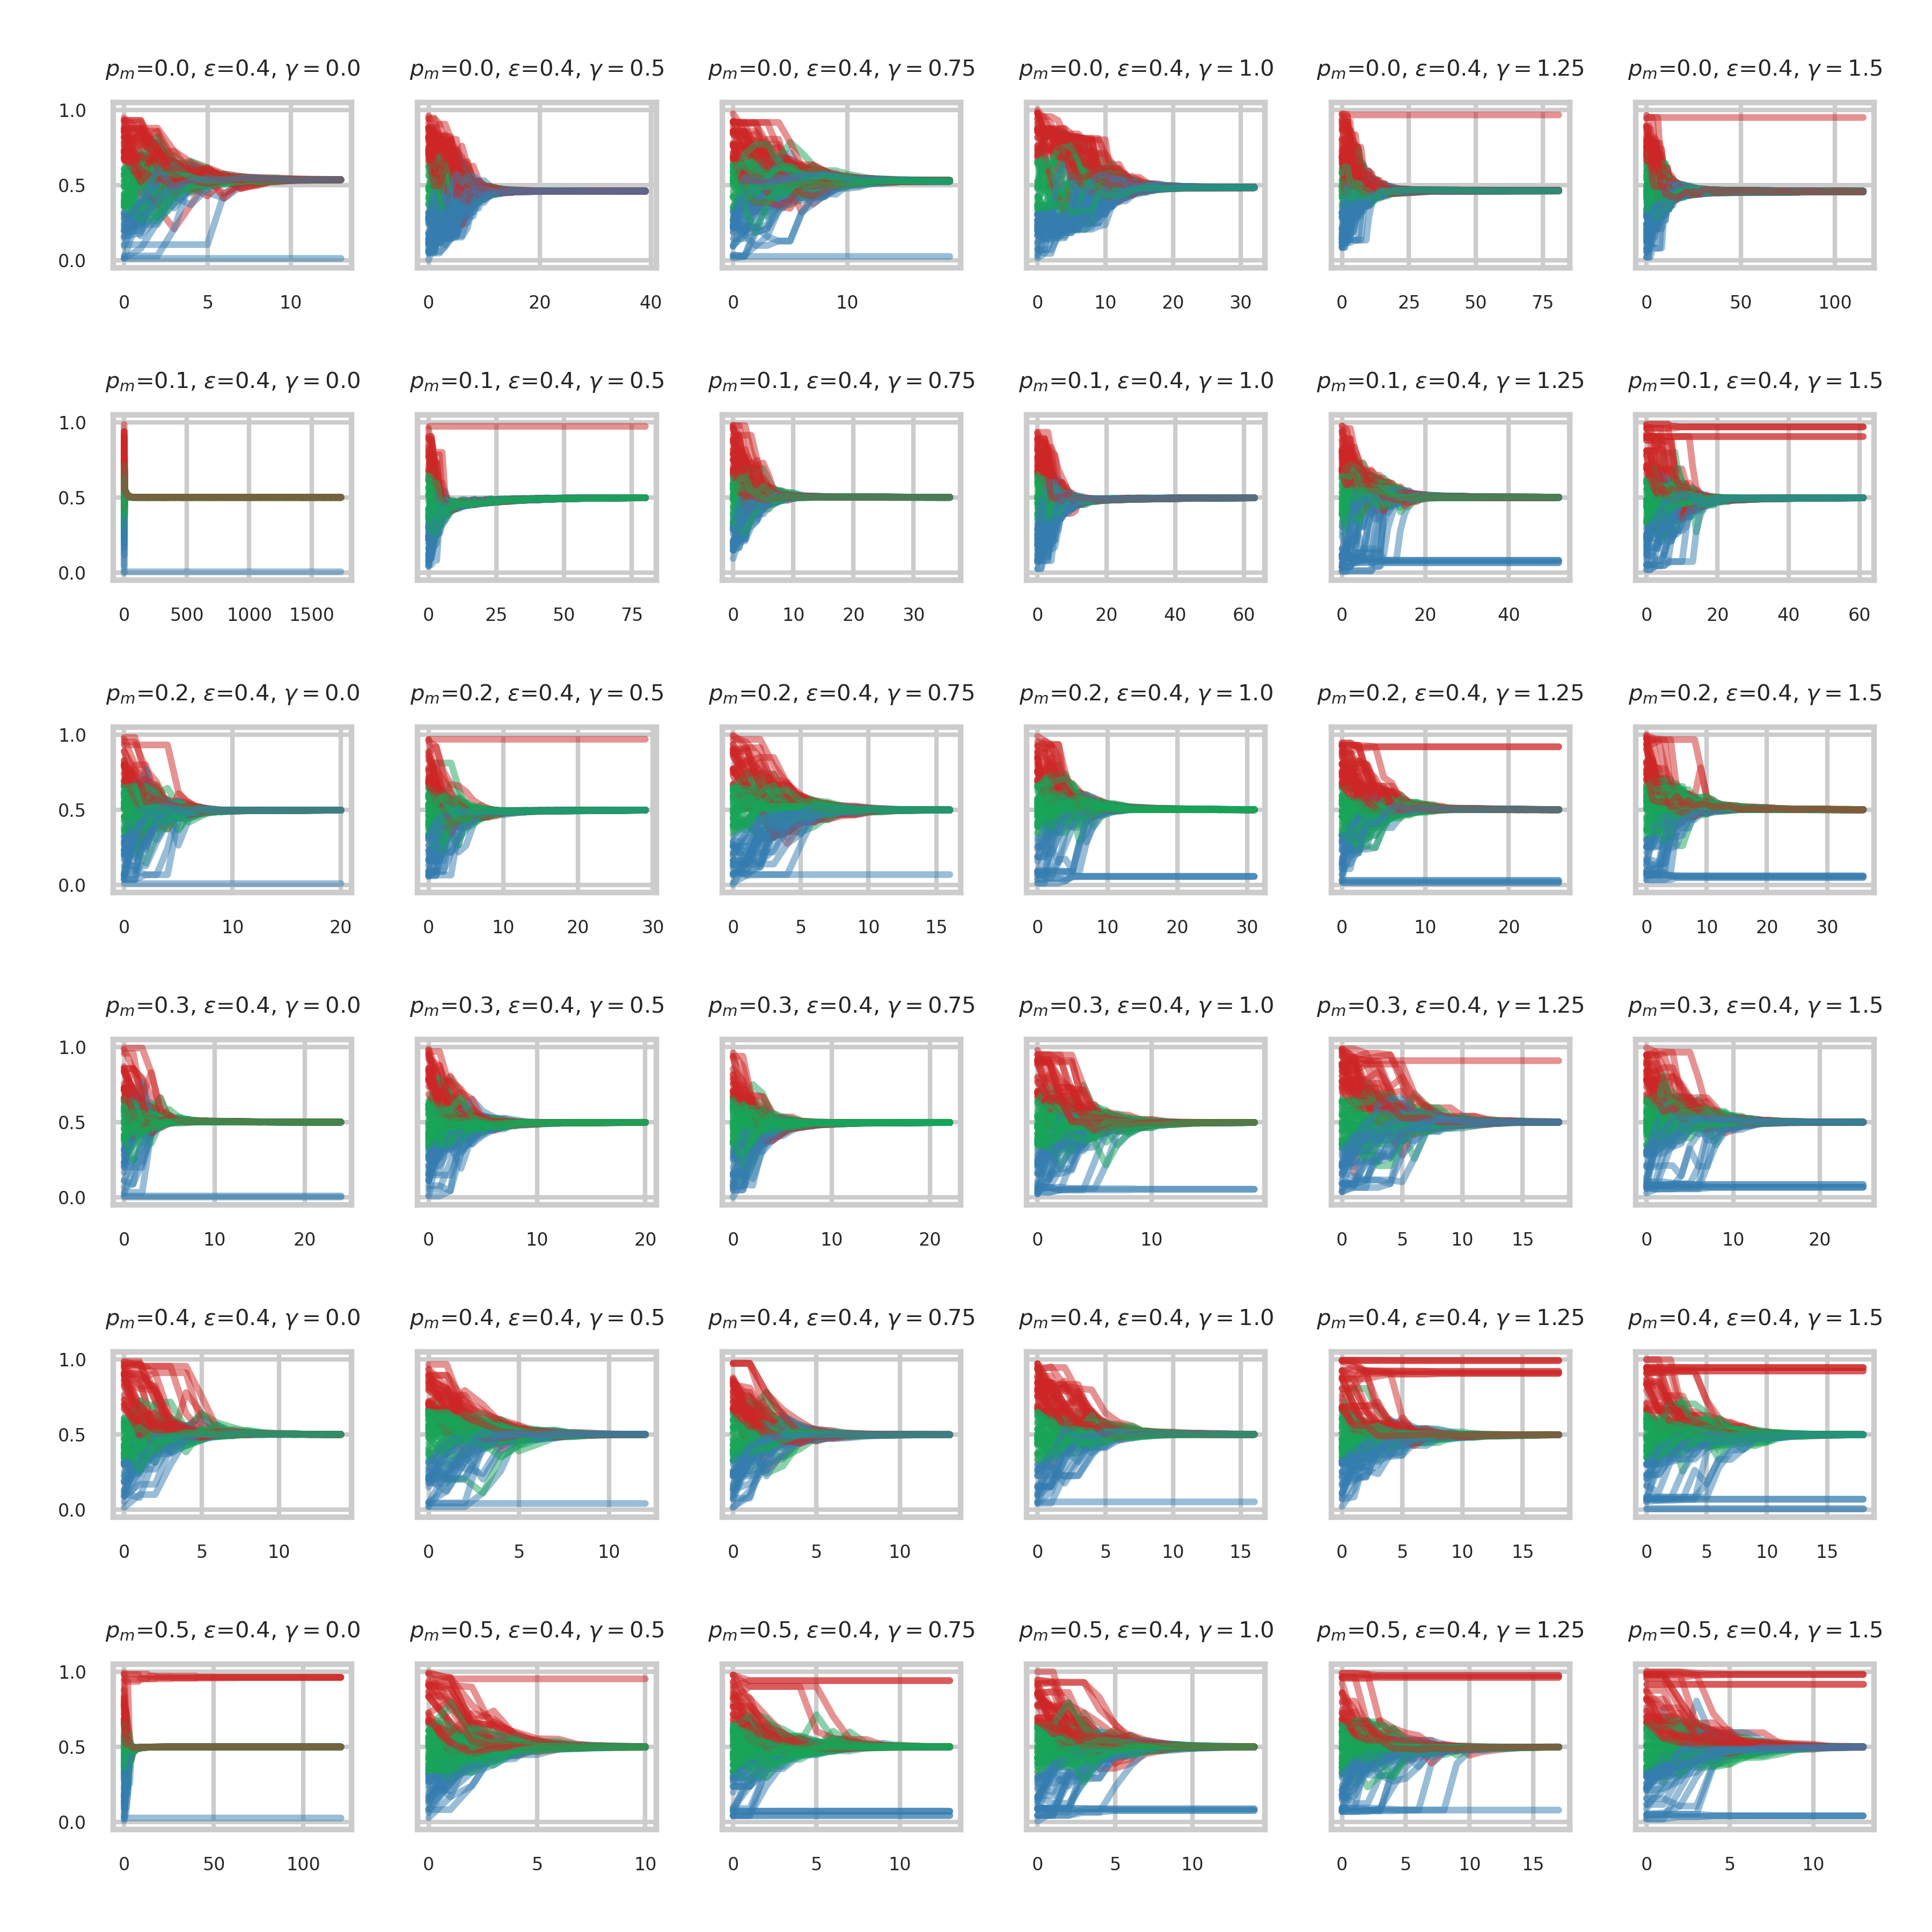 pₘ=0.0, ε=0.4, γ = 0.0 pₘ=0.0, ε=0.4, γ = 0.5 pₘ=0.0, ε=0.4, γ = 0.75 pₘ=0.0, ε=0.4, γ = 1.0 pₘ=0.0, ε=0.4, γ = 1.25 pₘ=0.0, ε=0.4, γ = 1.5
1.0
0.5
0.0
0 5 10 0 20 40 0 10 0 10 20 30 0 25 50 75 0 50 100
pₘ=0.1, ε=0.4, γ = 0.0 pₘ=0.1, ε=0.4, γ = 0.5 pₘ=0.1, ε=0.4, γ = 0.75 pₘ=0.1, ε=0.4, γ = 1.0 pₘ=0.1, ε=0.4, γ = 1.25 pₘ=0.1, ε=0.4, γ = 1.5
1.0
0.5
0.0
0 500 1000 1500 0 25 50 75 0 10 20 30 0 20 40 60 0 20 40 0 20 40 60
pₘ=0.2, ε=0.4, γ = 0.0 pₘ=0.2, ε=0.4, γ = 0.5 pₘ=0.2, ε=0.4, γ = 0.75 pₘ=0.2, ε=0.4, γ = 1.0 pₘ=0.2, ε=0.4, γ = 1.25 pₘ=0.2, ε=0.4, γ = 1.5
1.0
0.5
0.0
0 10 20 0 10 20 30 0 5 10 15 0 10 20 30 0 10 20 0 10 20 30
pₘ=0.3, ε=0.4, γ = 0.0 pₘ=0.3, ε=0.4, γ = 0.5 pₘ=0.3, ε=0.4, γ = 0.75 pₘ=0.3, ε=0.4, γ = 1.0 pₘ=0.3, ε=0.4, γ = 1.25 pₘ=0.3, ε=0.4, γ = 1.5
1.0
0.5
0.0
0 10 20 0 10 20 0 10 20 0 10 0 5 10 15 0 10 20
pₘ=0.4, ε=0.4, γ = 0.0 pₘ=0.4, ε=0.4, γ = 0.5 pₘ=0.4, ε=0.4, γ = 0.75 pₘ=0.4, ε=0.4, γ = 1.0 pₘ=0.4, ε=0.4, γ = 1.25 pₘ=0.4, ε=0.4, γ = 1.5
1.0
0.5
0.0
0 5 10 0 5 10 0 5 10 0 5 10 15 0 5 10 15 0 5 10 15
pₘ=0.5, ε=0.4, γ = 0.0 pₘ=0.5, ε=0.4, γ = 0.5 pₘ=0.5, ε=0.4, γ = 0.75 pₘ=0.5, ε=0.4, γ = 1.0 pₘ=0.5, ε=0.4, γ = 1.25 pₘ=0.5, ε=0.4, γ = 1.5
1.0
0.5
0.0
0 50 100 0 5 10 0 5 10 0 5 10 0 5 10 15 0 5 10